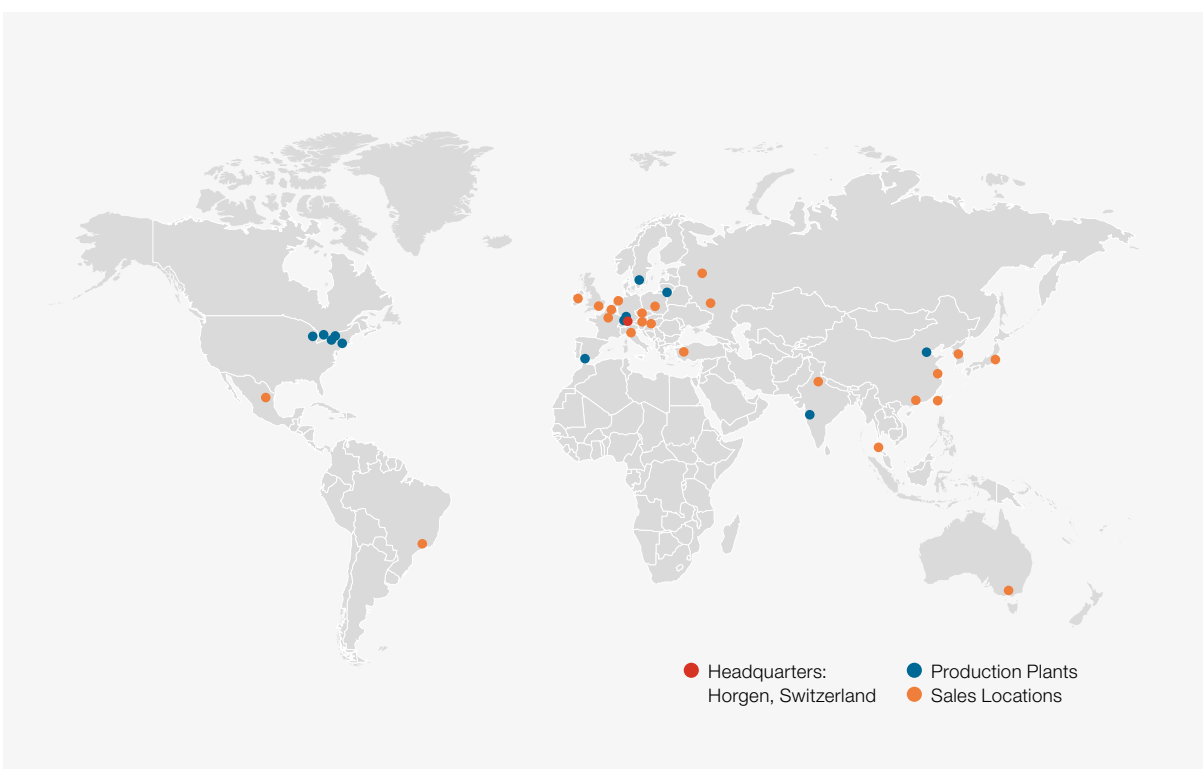 Headquarters:
Horgen, Switzerland
Production Plants
Sales Locations